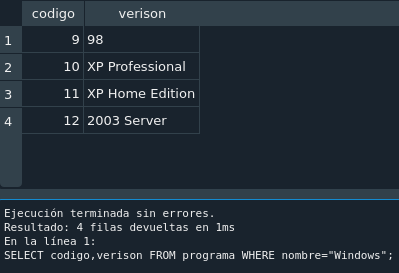 codigo verison
1 9 98
2 10 XP Professional
3 11 XP Home Edition
4 12 2003 Server
Ejecución terminada sin errores.
Resultado: 4 filas devueltas en 1ms
En la línea 1:
SELECT codigo,verison FROM programa WHERE nombre="Windows";